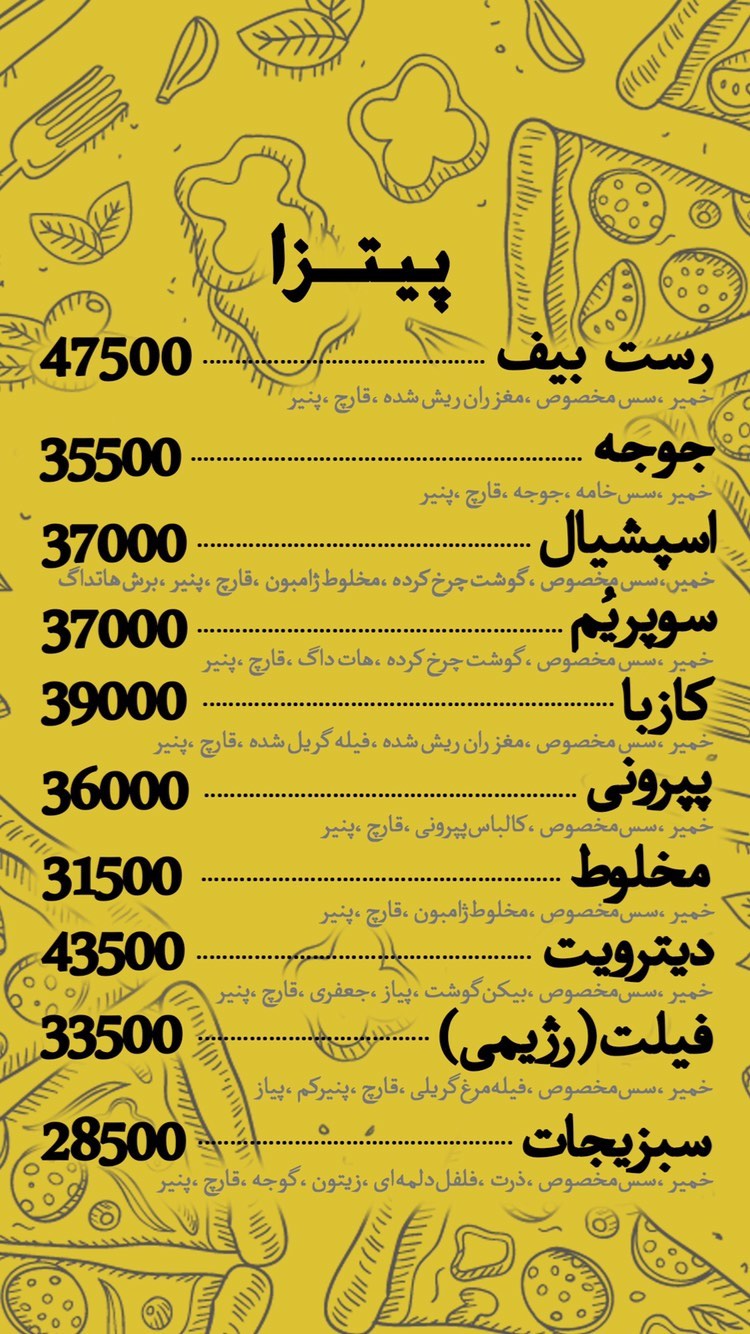 پیتزا
رست بیف ........ 47500
خمیر ،سس مخصوص ،مغز ران ریش شده ،قارچ ،پنیر
جوجه ........ 35500
خمیر ،سس خامه ،جوجه ،قارچ ،پنیر
اسپشیال ........ 37000
خمیر،سس مخصوص ،گوشت چرخ کرده ،مخلوط ژامبون ،قارچ ،پنیر ،برش هات داگ
سوپریُم ........ 37000
خمیر ،سس مخصوص ،گوشت چرخ کرده ،هات داگ ،قارچ ،پنیر
کازبا ........ 39000
خمیر ،سس مخصوص ،مغز ران ریش شده ،فیله گریل شده ،قارچ ،پنیر
پپرونی ........ 36000
خمیر ،سس مخصوص ،کالباس پپرونی ،قارچ ،پنیر
مخلوط ........ 31500
خمیر ،سس مخصوص ،مخلوط ژامبون ،قارچ ،پنیر
دیترویت ........ 43500
خمیر ،سس مخصوص ،بیکن گوشت ،پیاز ،جعفری ،قارچ ،پنیر
فیلت(رژیمی) ........ 33500
خمیر ،سس مخصوص ،فیله مرغ گریلی ،قارچ ،پنیر کم ،پیاز
سبزیجات ........ 28500
خمیر ،سس مخصوص ،ذرت ،فلفل دلمه ای ،زیتون ،گوجه ،قارچ ،پنیر